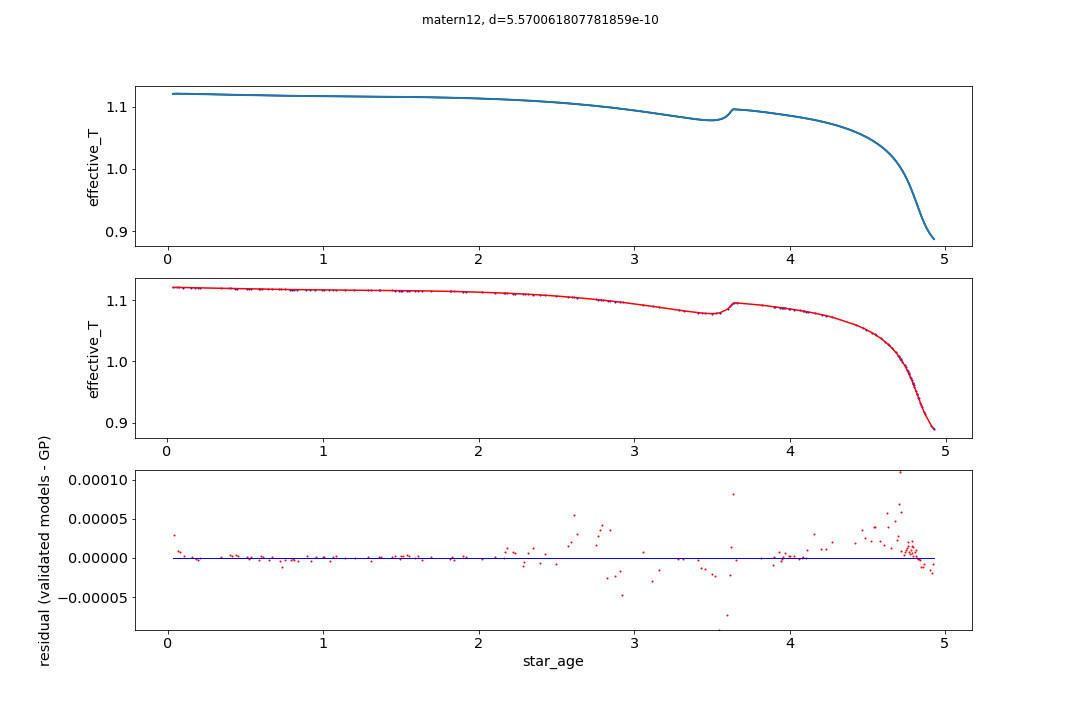 matern12, d=5.570061807781859e-10
effective_T
1.1
1.0
0.9
0 1 2 3 4 5
effective_T
1.1
1.0
0.9
0 1 2 3 4 5
residual (validated models - GP)
0.00010
0.00005
0.00000
−0.00005
0 1 2 3 4 5
star_age